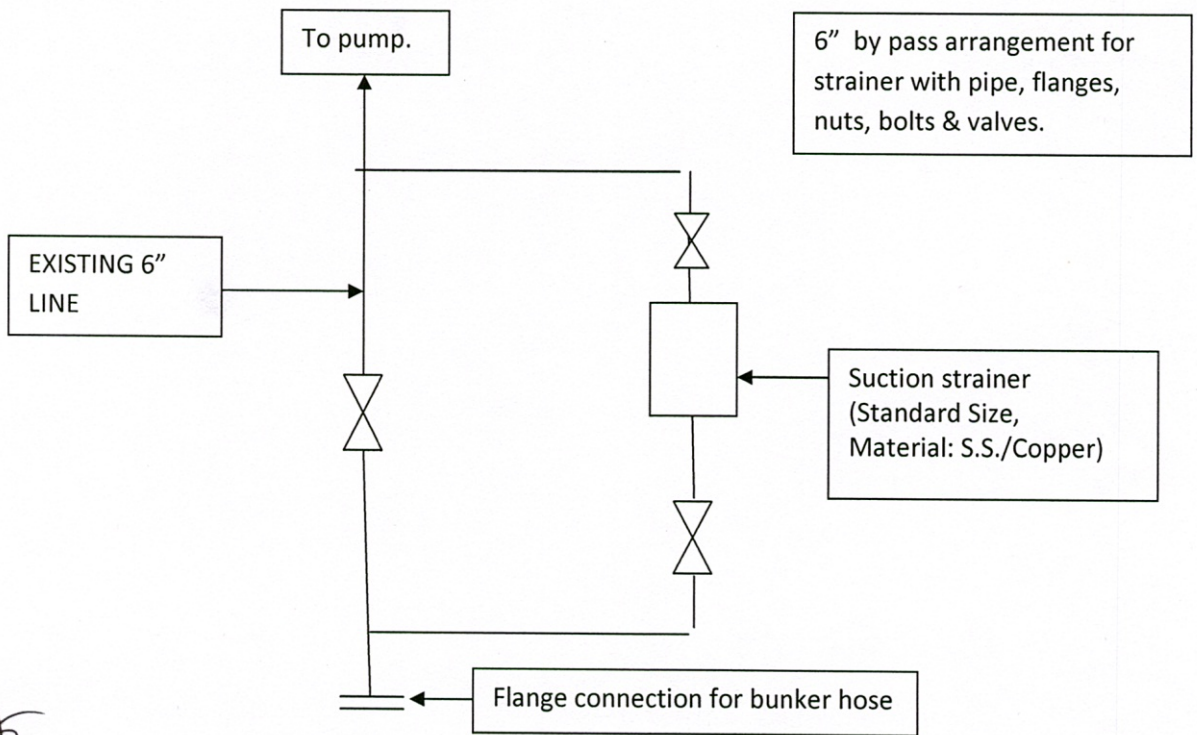 To pump.
6” by pass arrangement for
strainer with pipe, flanges,
nuts, bolts & valves.
EXISTING 6”
LINE
Suction strainer
(Standard Size,
Material: S.S./Copper)
Flange connection for bunker hose